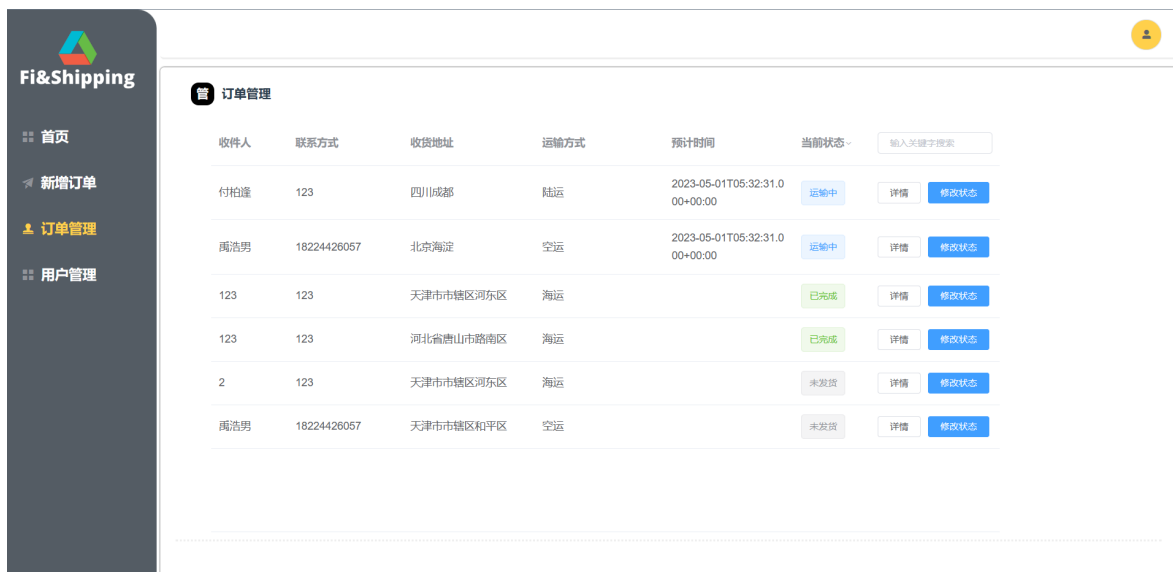 Fi&Shipping
首页
新增订单
订单管理
用户管理
管 订单管理
收件人 联系方式 收货地址 运输方式 预计时间 当前状态 输入关键字搜索
付柏逢 123 四川成都 陆运 2023-05-01T05:32:31.0
00+00:00 运输中 详情 修改状态
禹浩男 18224426057 北京海淀 空运 2023-05-01T05:32:31.0
00+00:00 运输中 详情 修改状态
123 123 天津市市辖区河东区 海运 已完成 详情 修改状态
123 123 河北省唐山市路南区 海运 已完成 详情 修改状态
2 123 天津市市辖区河东区 海运 未发货 详情 修改状态
禹浩男 18224426057 天津市市辖区和平区 空运 未发货 详情 修改状态